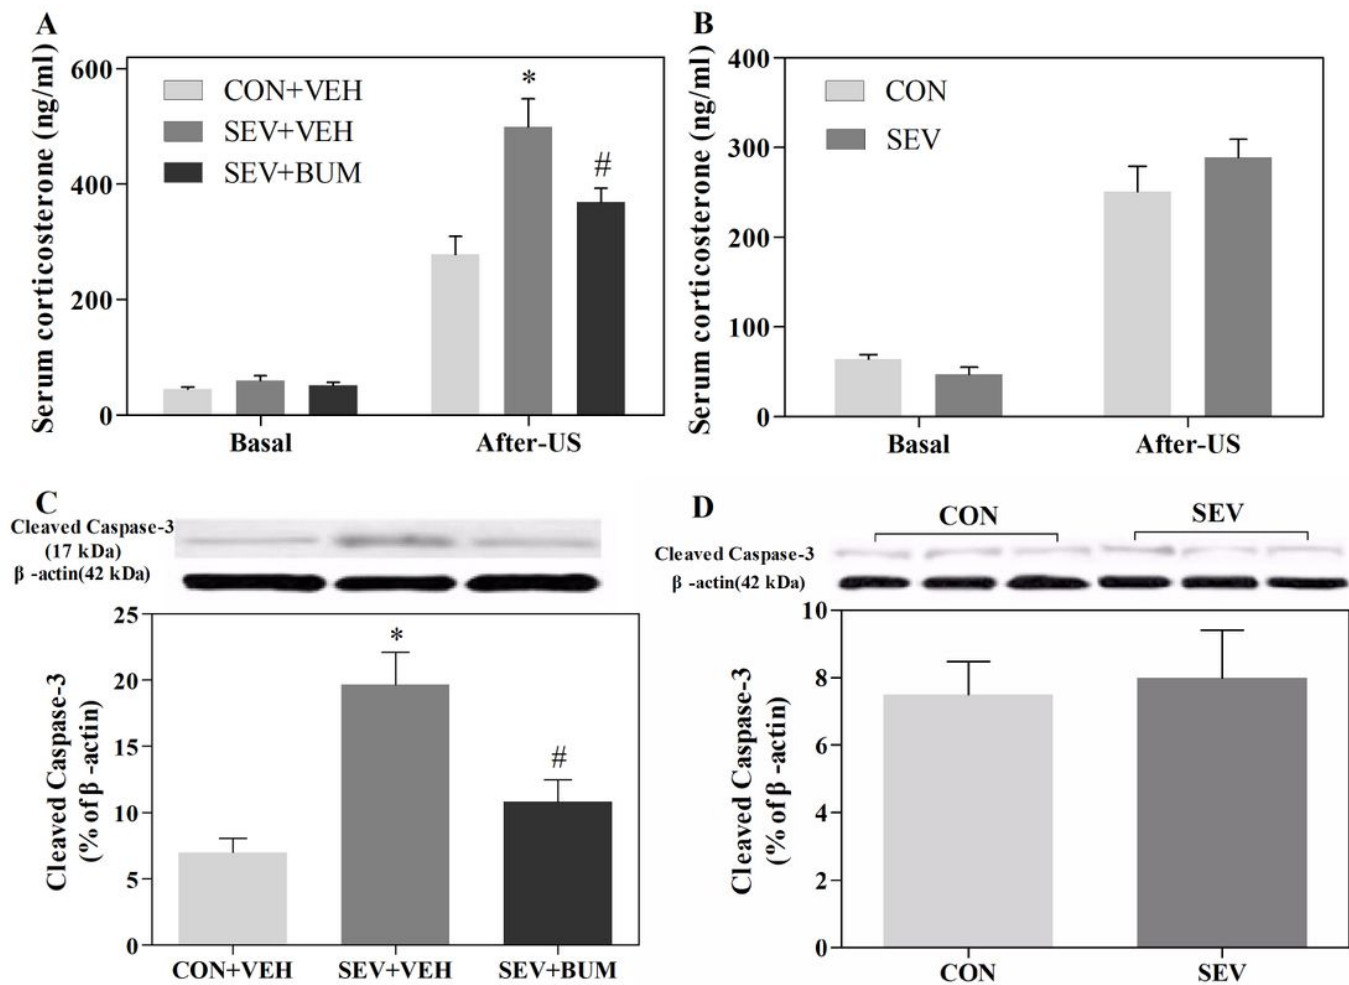 A
Serum corticosterone (ng/ml)
600
400
200
0
CON+VEH
SEV+VEH
SEV+BUM
*
#
Basal
After-US
B
Serum corticosterone (ng/ml)
400
300
200
100
0
CON
SEV
Basal
After-US
C
Cleaved Caspase-3
(17 kDa)
β -actin(42 kDa)
Cleaved Caspase-3
(% of β -actin)
25
20
15
10
5
0
*
#
CON+VEH
SEV+VEH
SEV+BUM
D
CON
SEV
Cleaved Caspase-3
β -actin(42 kDa)
Cleaved Caspase-3
(% of β -actin)
10
8
6
4
2
0
CON
SEV